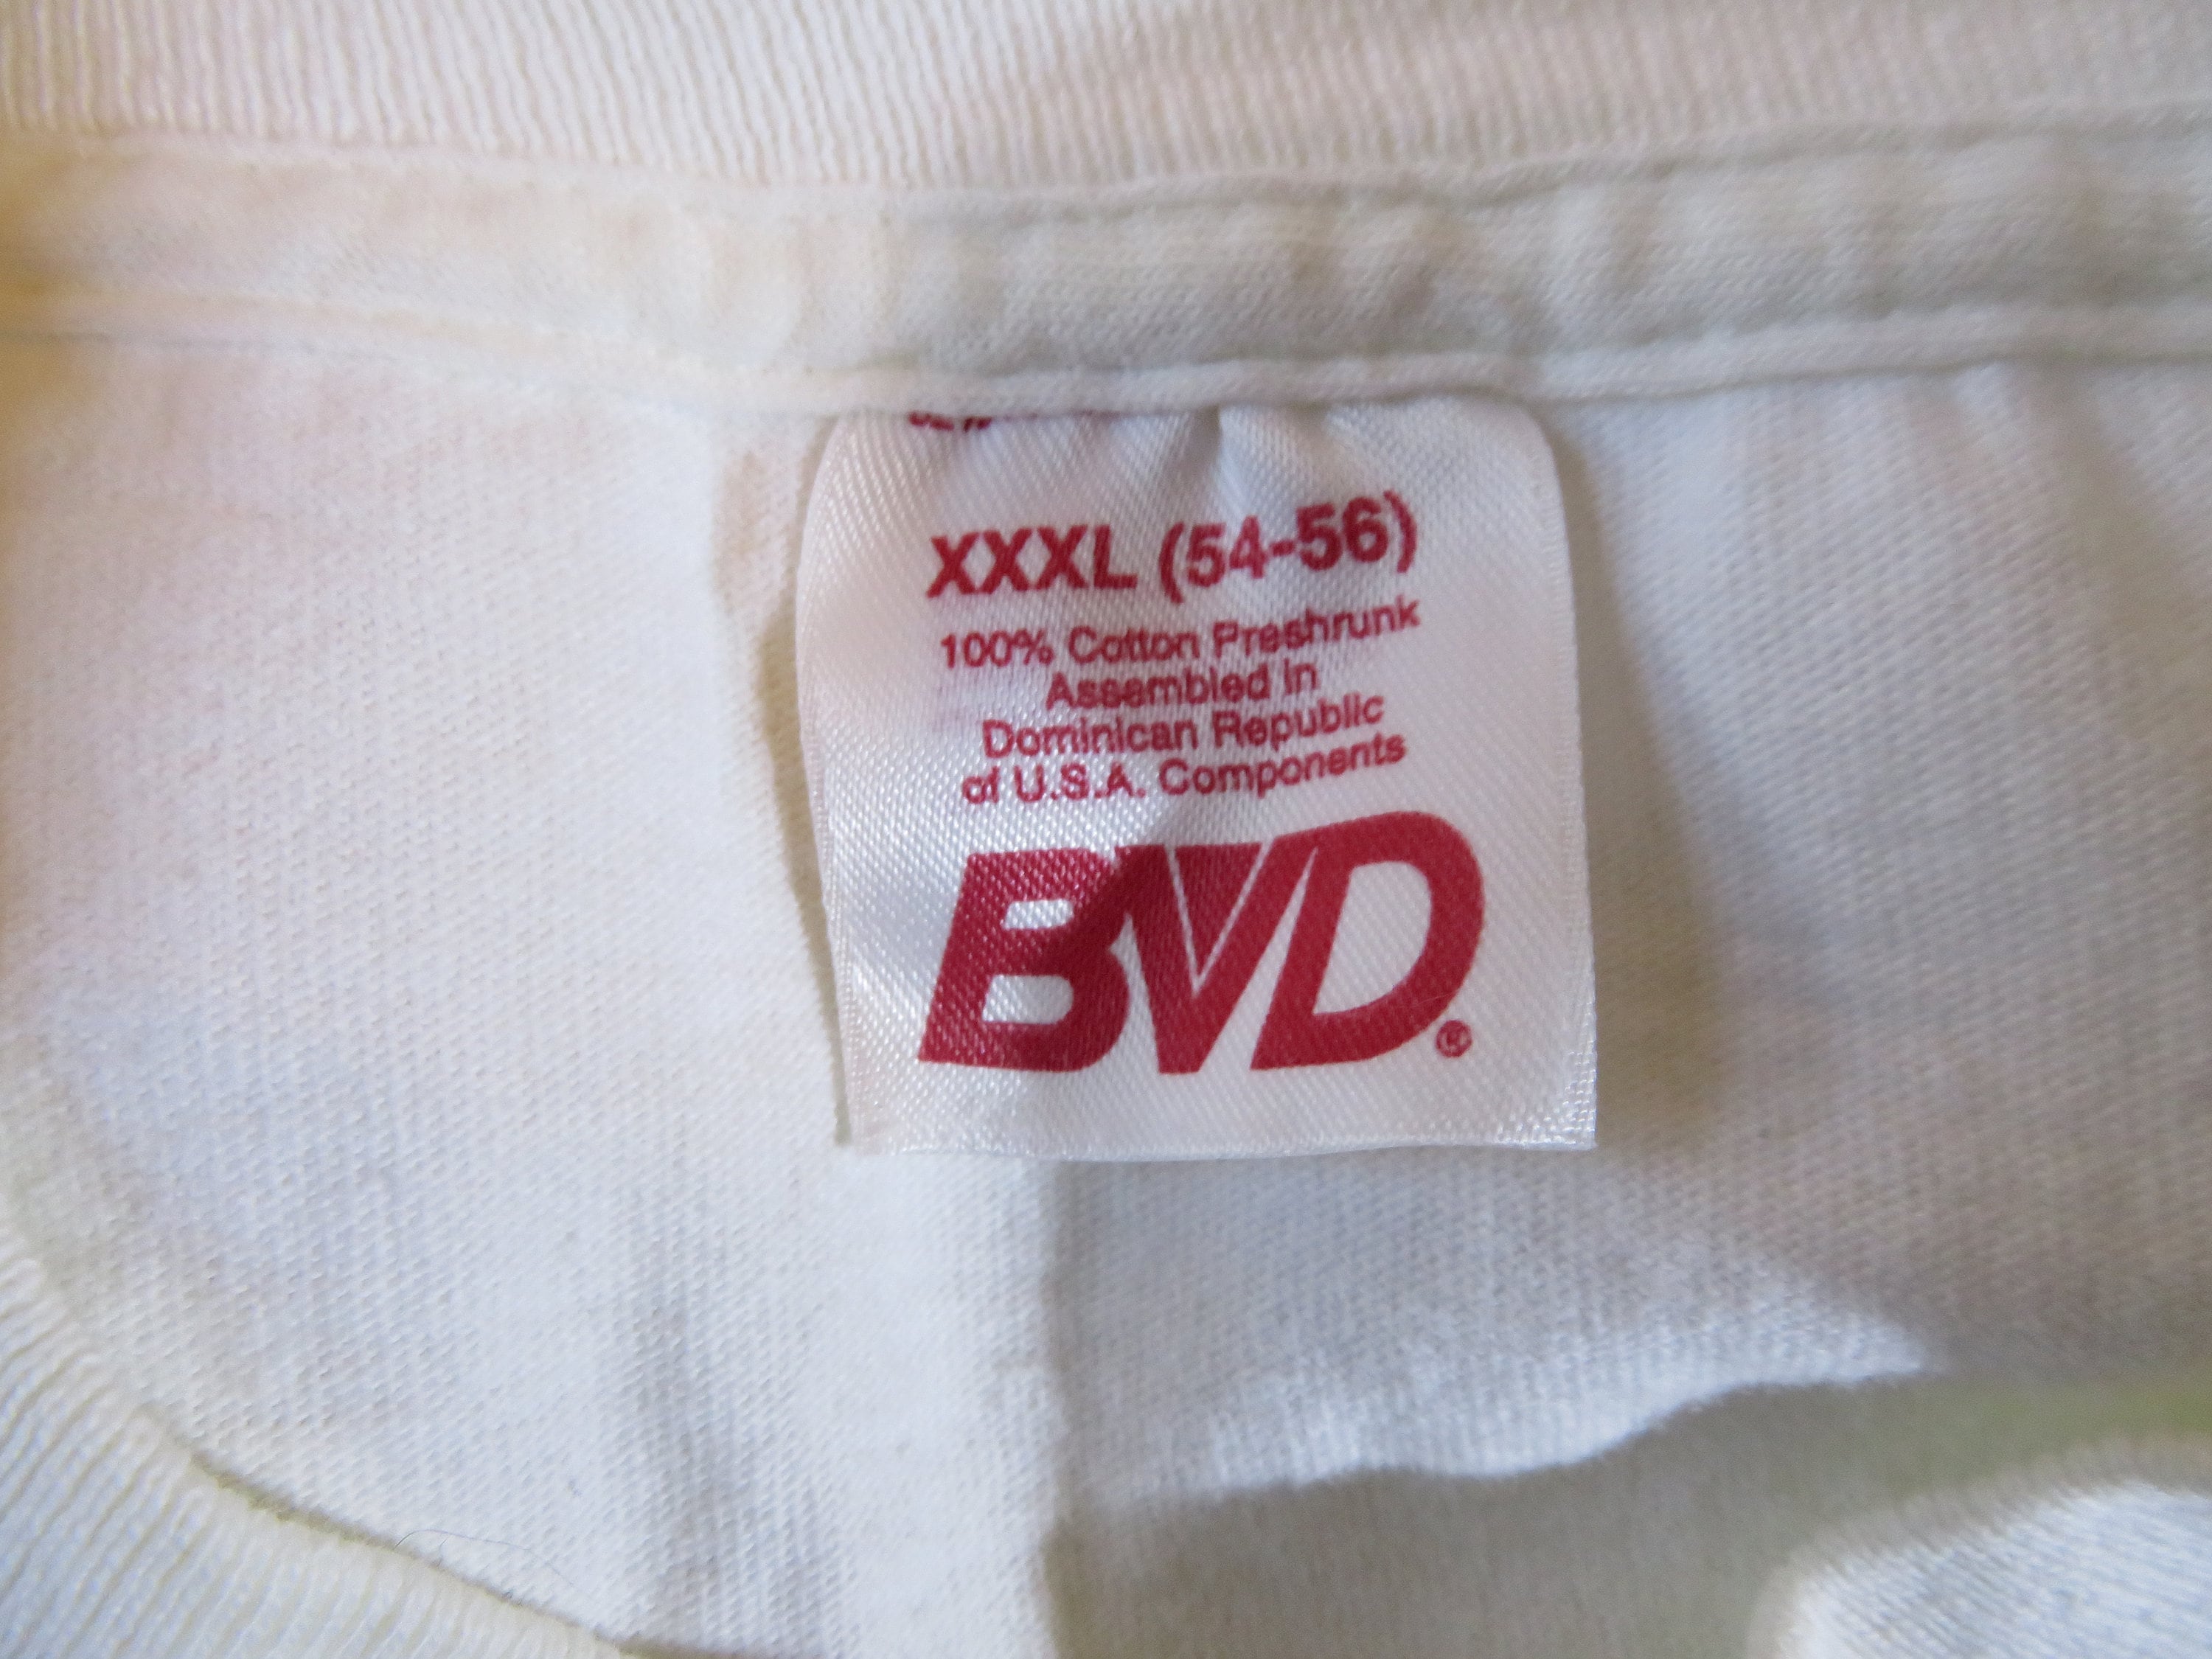 XXXL (54-56)
100% Cotton Preshrunk
Assembled in
Dominican Republic
of U.S.A. Components
BVD®